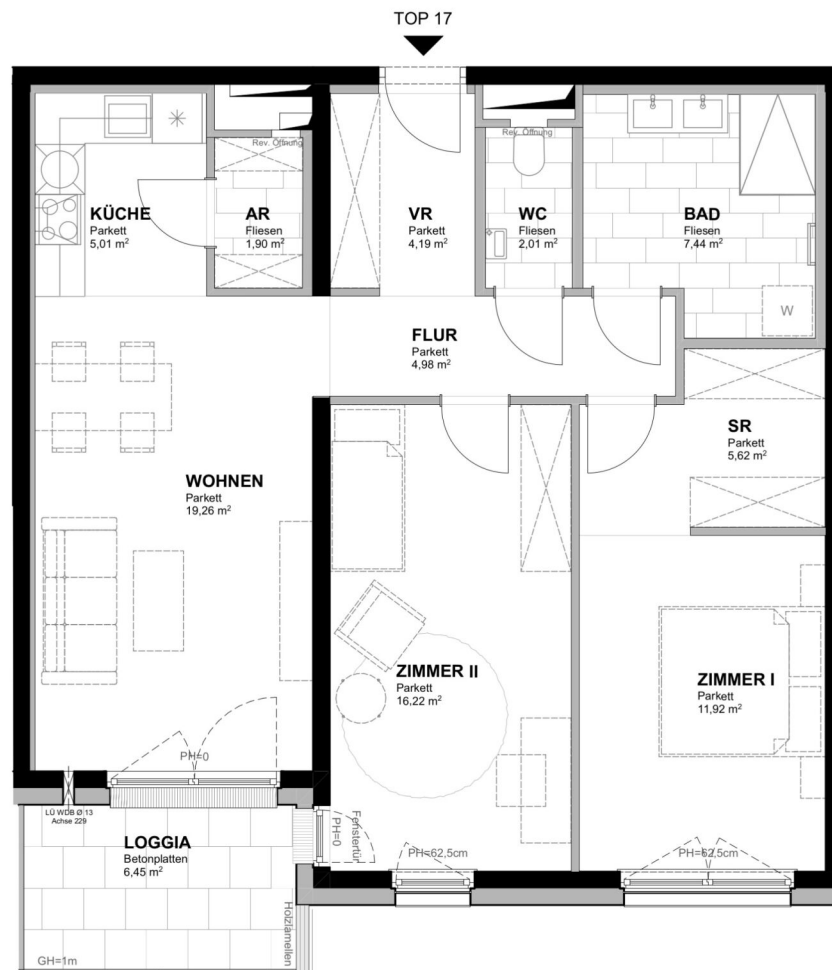 TOP 17
Rev. Öffnung
Rev. Öffnung
KÜCHE
Parkett
5,01 m²
AR
Fliesen
1,90 m²
VR
Parkett
4,19 m²
WC
Fliesen
2,01 m²
BAD
Fliesen
7,44 m²
W
FLUR
Parkett
4,98 m²
SR
Parkett
5,62 m²
WOHNEN
Parkett
19,26 m²
ZIMMER II
Parkett
16,22 m²
ZIMMER I
Parkett
11,92 m²
PH=0
LÜ WDB Ø 13
Achse 229
LOGGIA
Betonplatten
6,45 m²
Fenstertür
PH=0
PH=62,5cm
PH=62,5cm
Holzlamellen
GH=1m